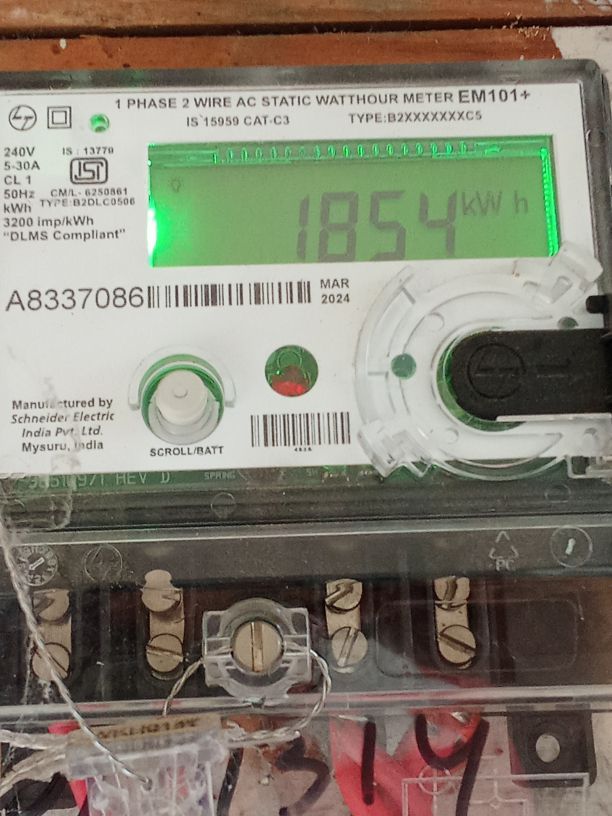 1 PHASE 2 WIRE AC STATIC WATTHOUR METER EM101+
IS 15959 CAT-C3 TYPE:B2XXXXXXXC5
240V IS : 13779
5-30A
CL 1 ISI
50Hz CM/L- 6250861
kWh TYPE:B2DLC0506
3200 imp/kWh
"DLMS Compliant"
1854 kWh
A8337086
MAR
2024
Manufactured by
Schneider Electric
India Pvt. Ltd.
Mysuru, India
SCROLL/BATT
REV D
PC